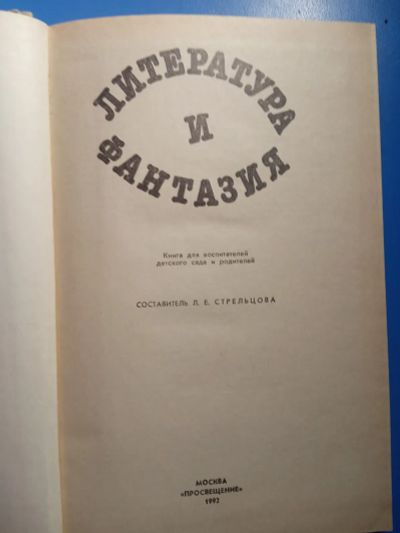 ЛИТЕРАТУРА
И
ФАНТАЗИЯ
Книга для воспитателей
детского сада и родителей
СОСТАВИТЕЛЬ Л. Е. СТРЕЛЬЦОВА
МОСКВА
«ПРОСВЕЩЕНИЕ»
1992